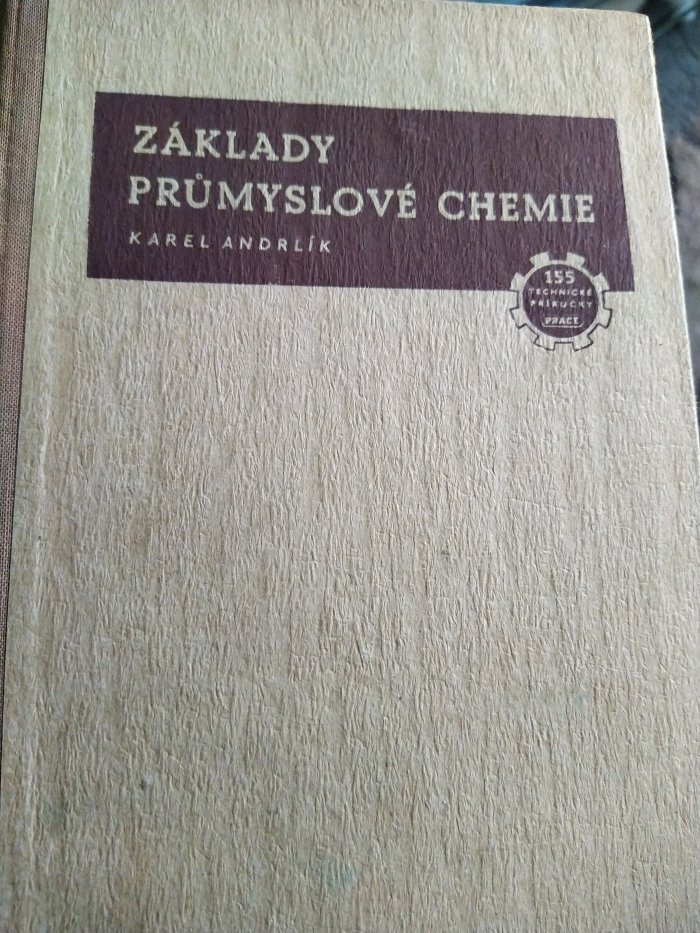 ZÁKLADY
PRŮMYSLOVÉ CHEMIE
KAREL ANDRLÍK
155
TECHNICKÉ
PŘÍRUČKY
PRÁCE